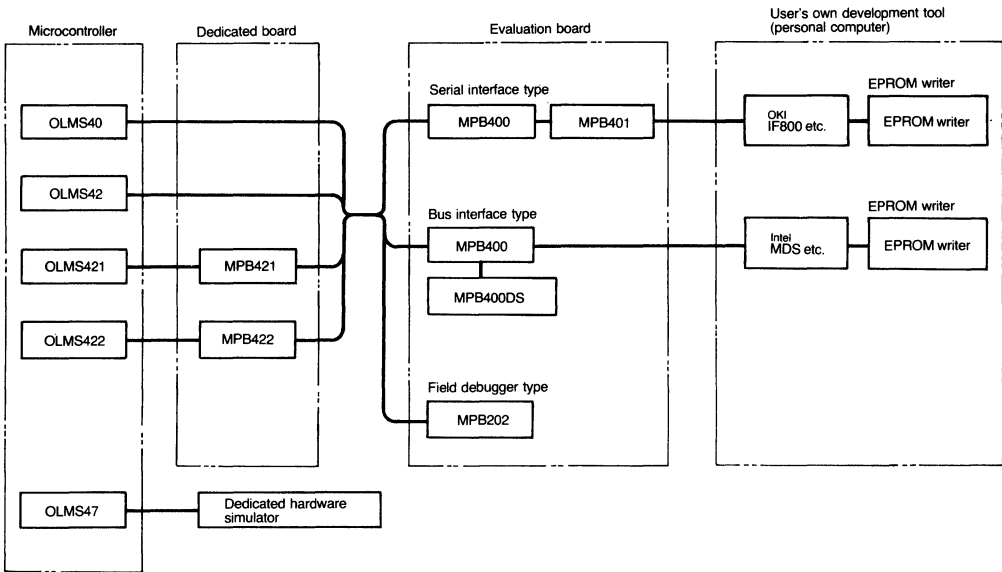 Microcontroller
Dedicated board
Evaluation board
User's own development tool
(personal computer)
OLMS40
OLMS42
OLMS421
OLMS422
OLMS47
MPB421
MPB422
Dedicated hardware
simulator
Serial interface type
MPB400
MPB401
Bus interface type
MPB400
MPB400DS
Field debugger type
MPB202
EPROM writer
OKI
IF800 etc.
EPROM writer
EPROM writer
Intel
MDS etc.
EPROM writer